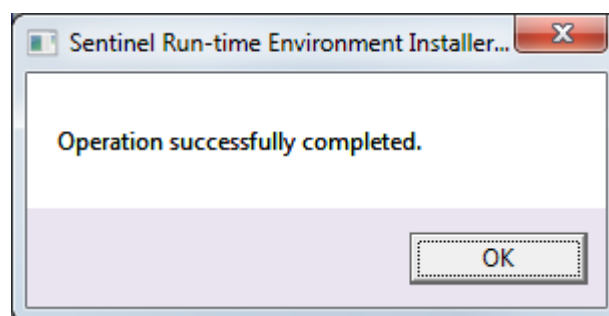 Sentinel Run-time Environment Installer...
Operation successfully completed.
OK